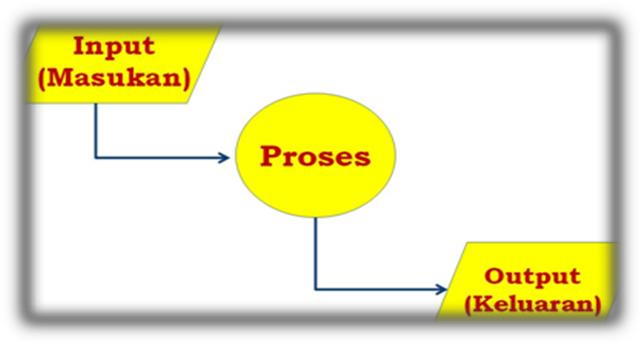 Input
(Masukan)
Proses
Output
(Keluaran)